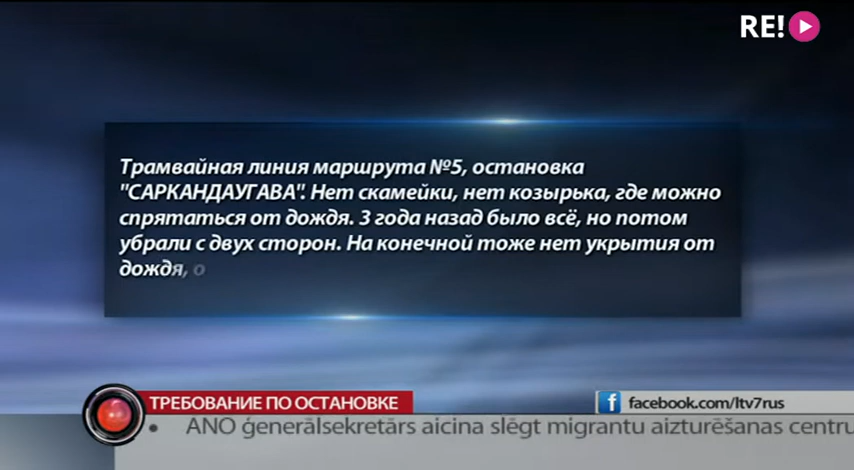 RE!
Трамвайная линия маршрута №5, остановка
"САРКАНДАУГАВА". Нет скамейки, нет козырька, где можно
спрятаться от дождя. 3 года назад было всё, но потом
убрали с двух сторон. На конечной тоже нет укрытия от
дождя, о
ТРЕБОВАНИЕ ПО ОСТАНОВКЕ
f facebook.com/ltv7rus
• ANO ģenerālsekretārs aicina slēgt migrantu aizturēšanas centru